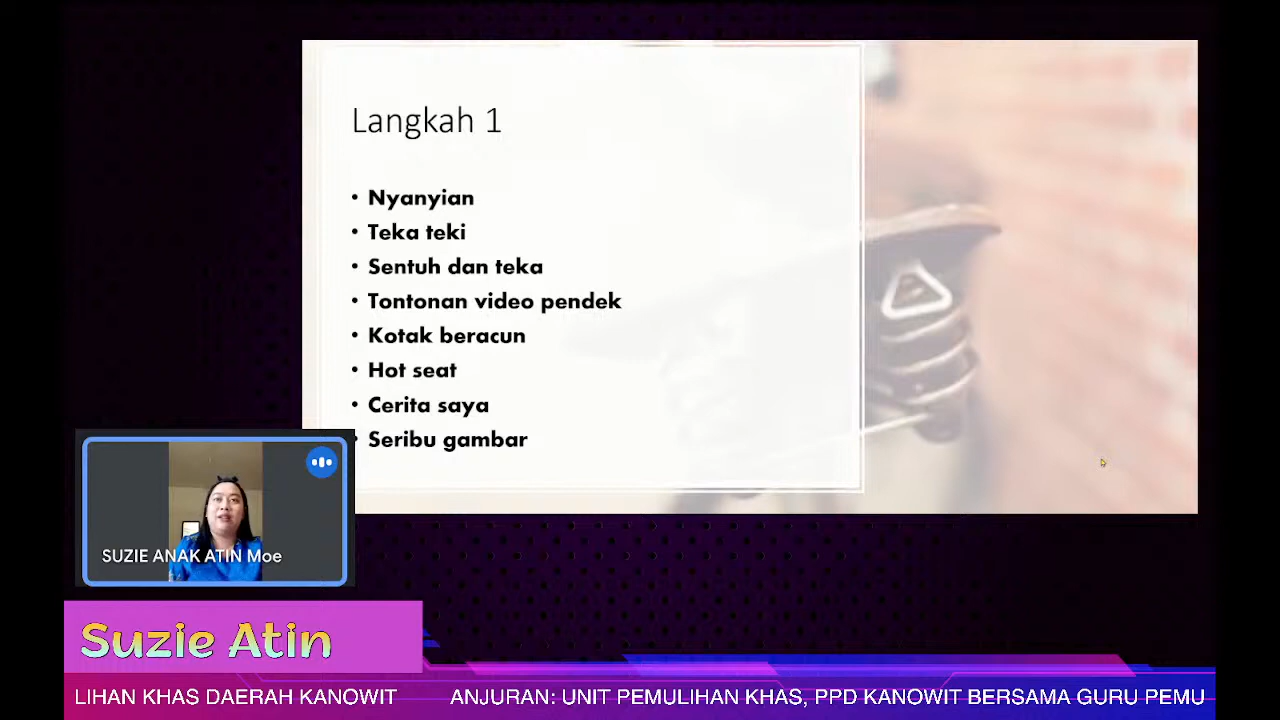 Langkah 1
• Nyanyian
• Teka teki
• Sentuh dan teka
• Tontonan video pendek
• Kotak beracun
• Hot seat
• Cerita saya
• Seribu gambar
SUZIE ANAK ATIN Moe
Suzie Atin
LIHAN KHAS DAERAH KANOWIT
ANJURAN: UNIT PEMULIHAN KHAS, PPD KANOWIT BERSAMA GURU PEMU